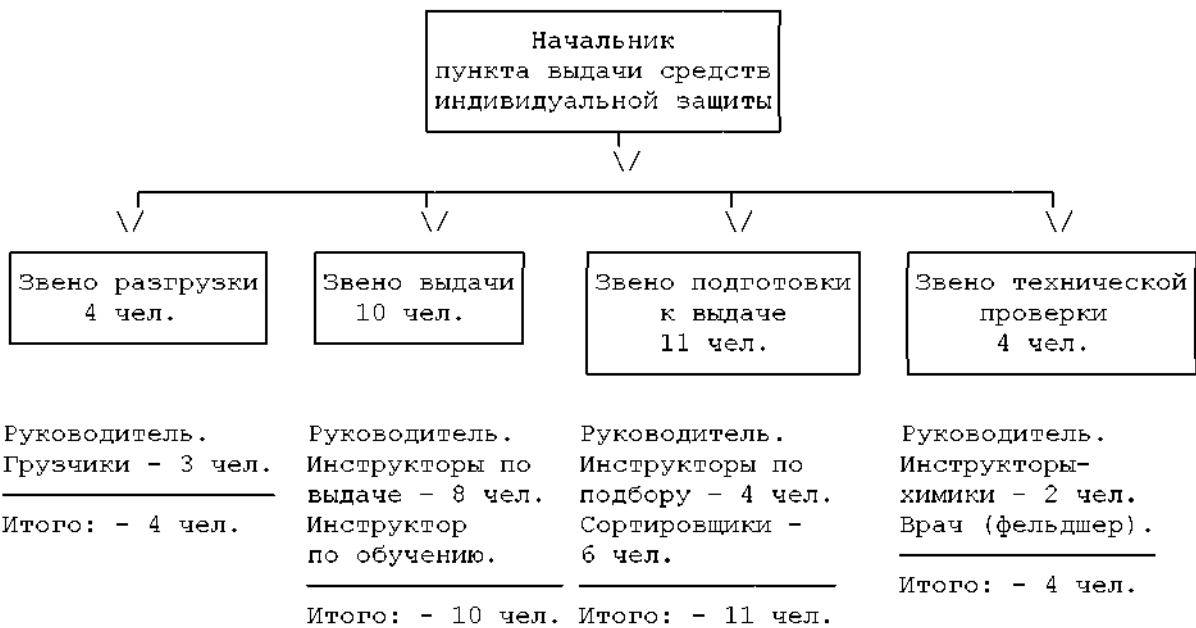 Начальник
пункта выдачи средств
индивидуальной защиты
Звено разгрузки
4 чел.
Звено выдачи
10 чел.
Звено подготовки
к выдаче
11 чел.
Звено технической
проверки
4 чел.
Руководитель.
Грузчики - 3 чел.
Итого: - 4 чел.
Руководитель.
Инструкторы по
выдаче - 8 чел.
Инструктор
по обучению.
Итого: - 10 чел.
Руководитель.
Инструкторы по
подбору - 4 чел.
Сортировщики -
6 чел.
Итого: - 11 чел.
Руководитель.
Инструкторы-
химики - 2 чел.
Врач (фельдшер).
Итого: - 4 чел.